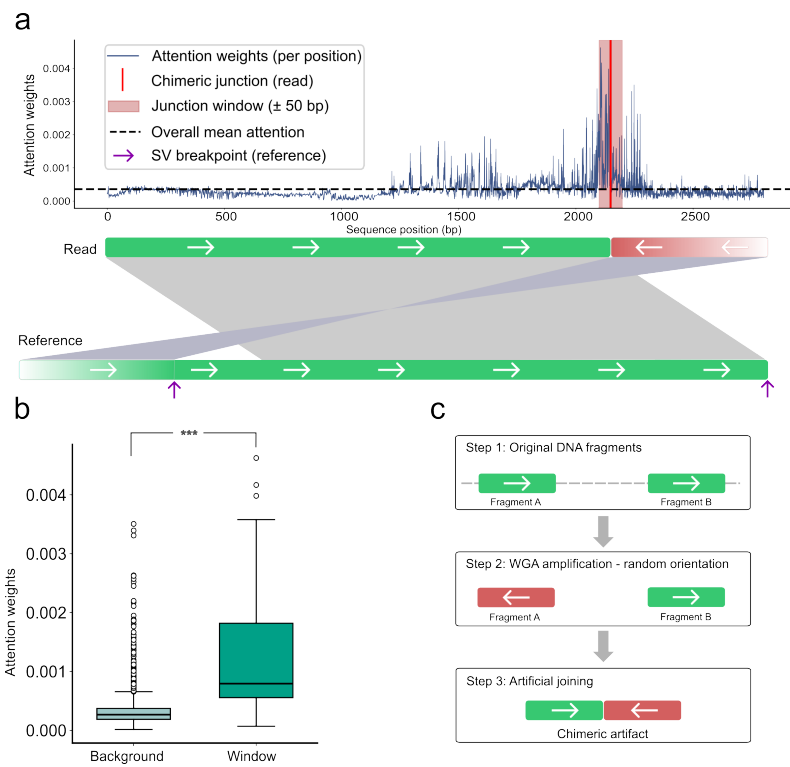 a
Attention weights
0.004
0.003
0.002
0.001
0.000
Attention weights (per position)
Chimeric junction (read)
Junction window (± 50 bp)
Overall mean attention
SV breakpoint (reference)
0
500
1000
1500
2000
2500
Sequence position (bp)
Read
Reference
b
***
Attention weights
0.004
0.003
0.002
0.001
0.000
Background
Window
c
Step 1: Original DNA fragments
Fragment A
Fragment B
Step 2: WGA amplification - random orientation
Fragment A
Fragment B
Step 3: Artificial joining
Chimeric artifact